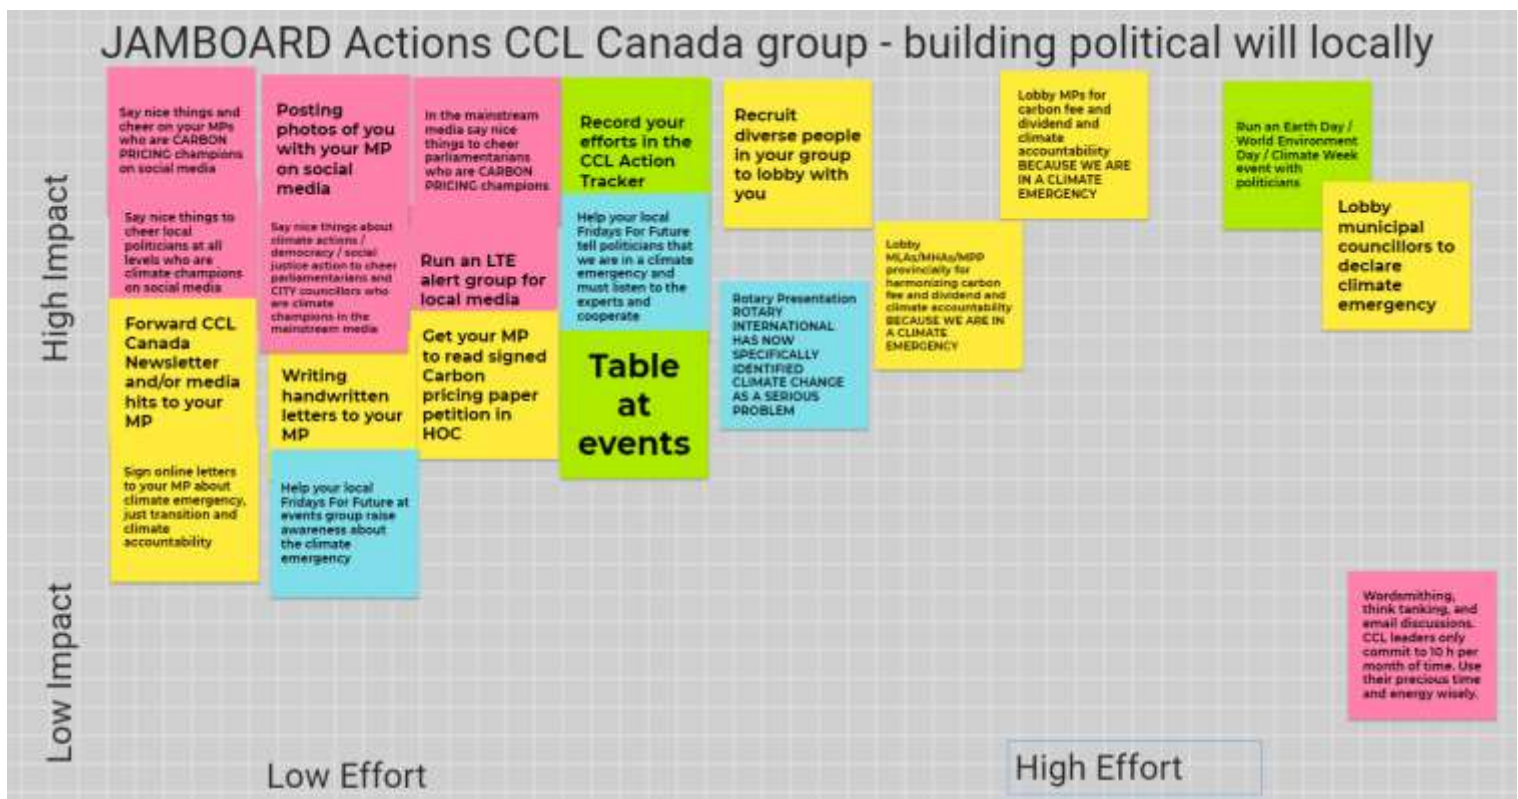 JAMBOARD Actions CCL Canada group - building political will locally
High Impact
Low Impact
Say nice things and
cheer on your MPs
who are CARBON
PRICING champions
on social media
Say nice things to
cheer local
politicians at all
levels who are
climate champions
on social media
Forward CCL
Canada
Newsletter
and/or media
hits to your
MP
Sign online letters
to your MP about
climate emergency,
just transition and
climate
accountability
Posting
photos of you
with your MP
on social
media
Say nice things about
climate actions /
democracy / social
justice action to cheer
parliamentarians and
CITY councillors who
are climate
champions in the
mainstream media
Writing
handwritten
letters to your
MP
Help your local
Fridays For Future at
events group raise
awareness about
the climate
emergency
In the mainstream
media say nice
things to cheer
parliamentarians
who are CARBON
PRICING champions
Run an LTE
alert group for
local media
Get your MP
to read signed
Carbon
pricing paper
petition in
HOC
Record your
efforts in the
CCL Action
Tracker
Help your local
Fridays For Future
tell politicians that
we are in a climate
emergency and
must listen to the
experts and
cooperate
Table
at
events
Recruit
diverse people
in your group
to lobby with
you
Rotary Presentation
ROTARY
INTERNATIONAL
HAS NOW
SPECIFICALLY
IDENTIFIED
CLIMATE CHANGE
AS A SERIOUS
PROBLEM
Lobby
MLAs/MHAs/MPP
provincially for
harmonizing carbon
fee and dividend and
climate accountability
BECAUSE WE ARE IN
A CLIMATE
EMERGENCY
Lobby MPs for
carbon fee and
dividend and
climate
accountability
BECAUSE WE ARE
IN A CLIMATE
EMERGENCY
Run an Earth Day /
World Environment
Day / Climate Week
event with
politicians
Lobby
municipal
councillors to
declare
climate
emergency
Wordsmithing,
think tanking, and
email discussions.
CCL leaders only
commit to 10 h per
month of time. Use
their precious time
and energy wisely.
Low Effort
High Effort